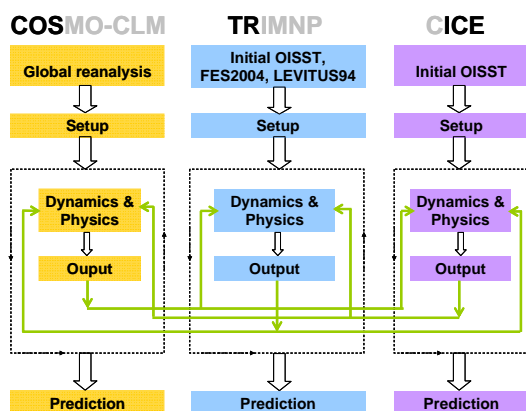 COSMO-CLM
TRIMNP
CICE
Global reanalysis
Initial OISST,
FES2004, LEVITUS94
Initial OISST
Setup
Setup
Setup
Dynamics &
Physics
Dynamics &
Physics
Dynamics &
Physics
Ouput
Output
Output
Prediction
Prediction
Prediction